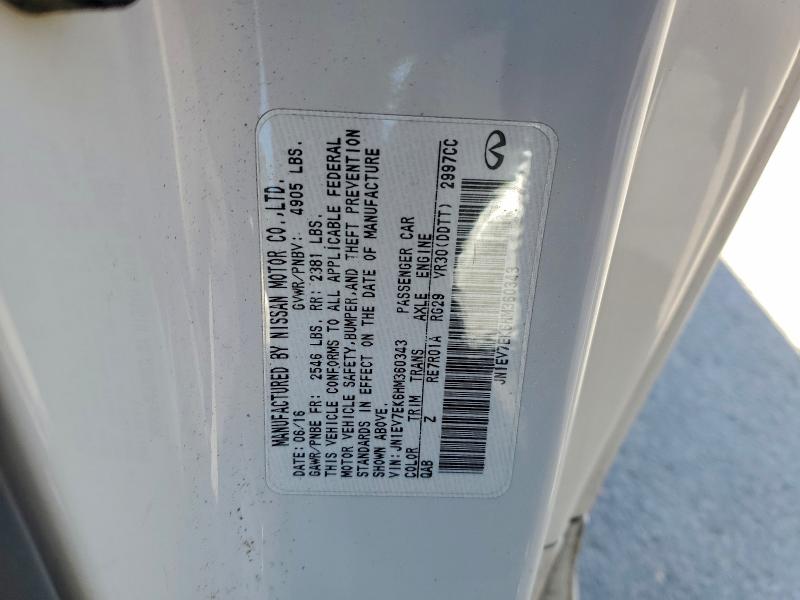 MANUFACTURED BY NISSAN MOTOR CO.,LTD.
DATE: 06/16 GVWR/PNBV: 4905 LBS.
GAWR/PNBE FR: 2546 LBS. RR: 2381 LBS.
THIS VEHICLE CONFORMS TO ALL APPLICABLE FEDERAL
MOTOR VEHICLE SAFETY, BUMPER, AND THEFT PREVENTION
STANDARDS IN EFFECT ON THE DATE OF MANUFACTURE
SHOWN ABOVE.
VIN: JN1EV7EK6HM360343 PASSENGER CAR
COLOR TRIM TRANS AXLE ENGINE
QAB Z RE7R01A RG29 VR30(DDTT) 2997CC
JN1EV7EK6HM360343